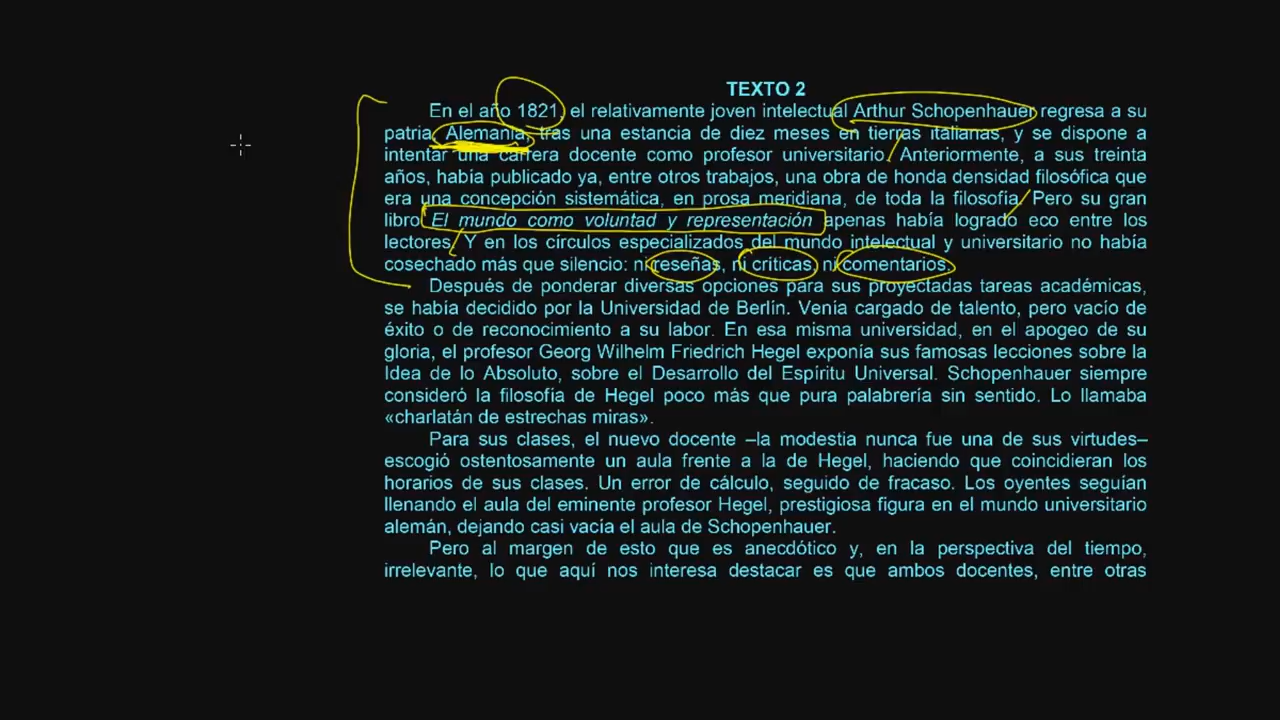 TEXTO 2
En el año 1821, el relativamente joven intelectual Arthur Schopenhauer regresa a su
patria, Alemania, tras una estancia de diez meses en tierras italianas, y se dispone a
intentar una carrera docente como profesor universitario. Anteriormente, a sus treinta
años, había publicado ya, entre otros trabajos, una obra de honda densidad filosófica que
era una concepción sistemática, en prosa meridiana, de toda la filosofía. Pero su gran
libro El mundo como voluntad y representación apenas había logrado eco entre los
lectores. Y en los círculos especializados del mundo intelectual y universitario no había
cosechado más que silencio: ni reseñas, ni críticas, ni comentarios.
Después de ponderar diversas opciones para sus proyectadas tareas académicas,
se había decidido por la Universidad de Berlín. Venía cargado de talento, pero vacío de
éxito o de reconocimiento a su labor. En esa misma universidad, en el apogeo de su
gloria, el profesor Georg Wilhelm Friedrich Hegel exponía sus famosas lecciones sobre la
Idea de lo Absoluto, sobre el Desarrollo del Espíritu Universal. Schopenhauer siempre
consideró la filosofía de Hegel poco más que pura palabrería sin sentido. Lo llamaba
«charlatán de estrechas miras».
Para sus clases, el nuevo docente –la modestia nunca fue una de sus virtudes–
escogió ostentosamente un aula frente a la de Hegel, haciendo que coincidieran los
horarios de sus clases. Un error de cálculo, seguido de fracaso. Los oyentes seguían
llenando el aula del eminente profesor Hegel, prestigiosa figura en el mundo universitario
alemán, dejando casi vacía el aula de Schopenhauer.
Pero al margen de esto que es anecdótico y, en la perspectiva del tiempo,
irrelevante, lo que aquí nos interesa destacar es que ambos docentes, entre otras